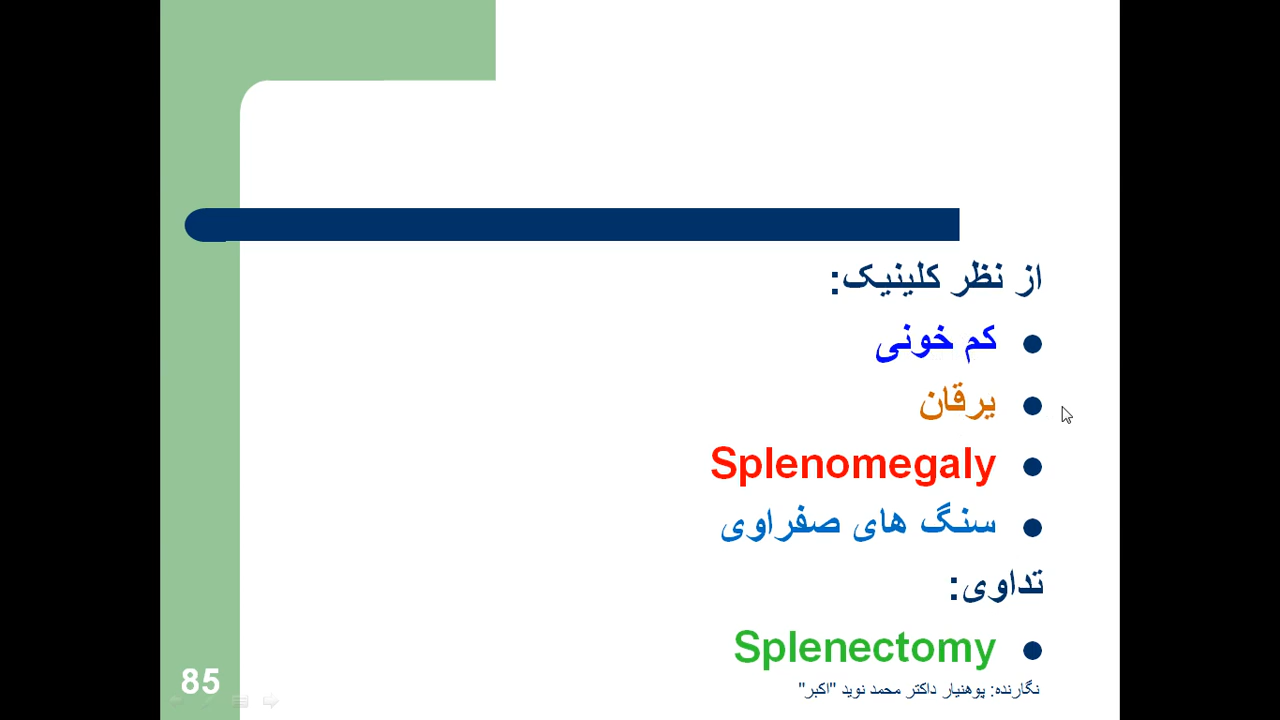 از نظر کلینیک:
کم خونی
یرقان
Splenomegaly
سنگ های صفراوی
تداوی:
Splenectomy
نگارنده: پوهنیار داکتر محمد نوید "اکبر"
85